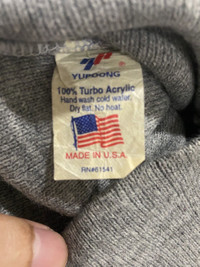 YUPOONG
100% Turbo Acrylic
Hand wash cold water.
Dry flat. No heat.
MADE IN U.S.A.
RN#61541